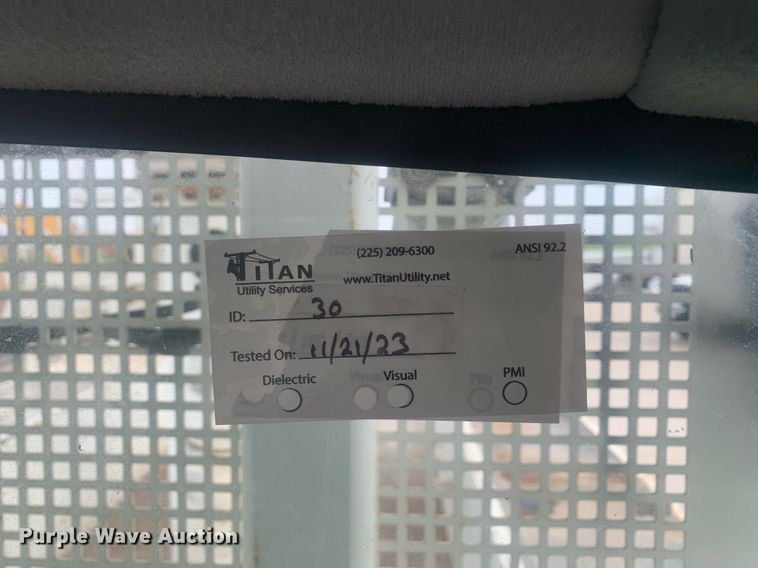 (225) 209-6300
ANSI 92.2
TITAN
Utility Services
www.TitanUtility.net
ID: 30
Tested On: 11/21/23
Dielectric
Visual
Visual
PMI
PMI
Purple Wave Auction